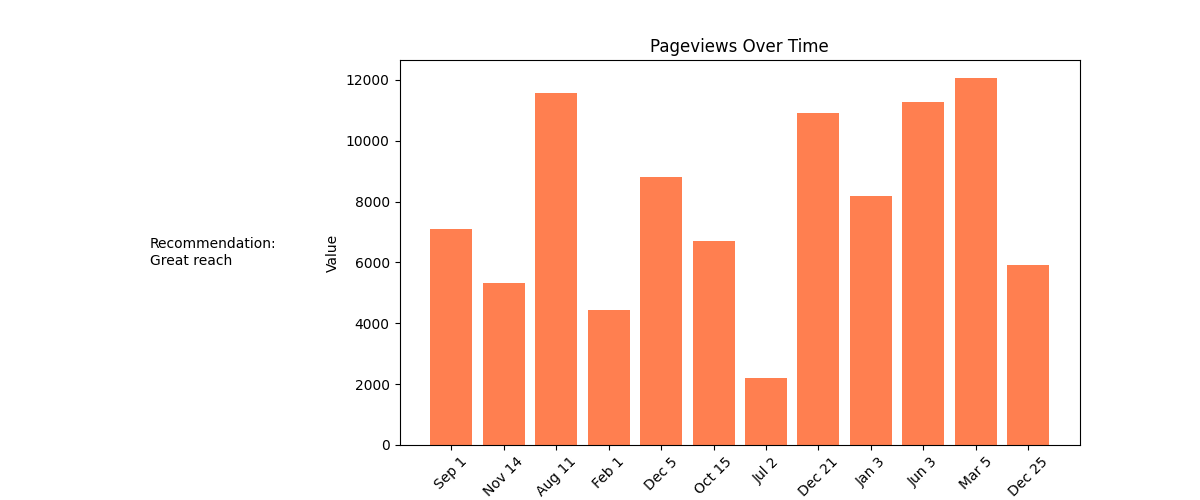 Pageviews Over Time
Recommendation:
Great reach
Value
12000
10000
8000
6000
4000
2000
0
Sep 1
Nov 14
Aug 11
Feb 1
Dec 5
Oct 15
Jul 2
Dec 21
Jan 3
Jun 3
Mar 5
Dec 25